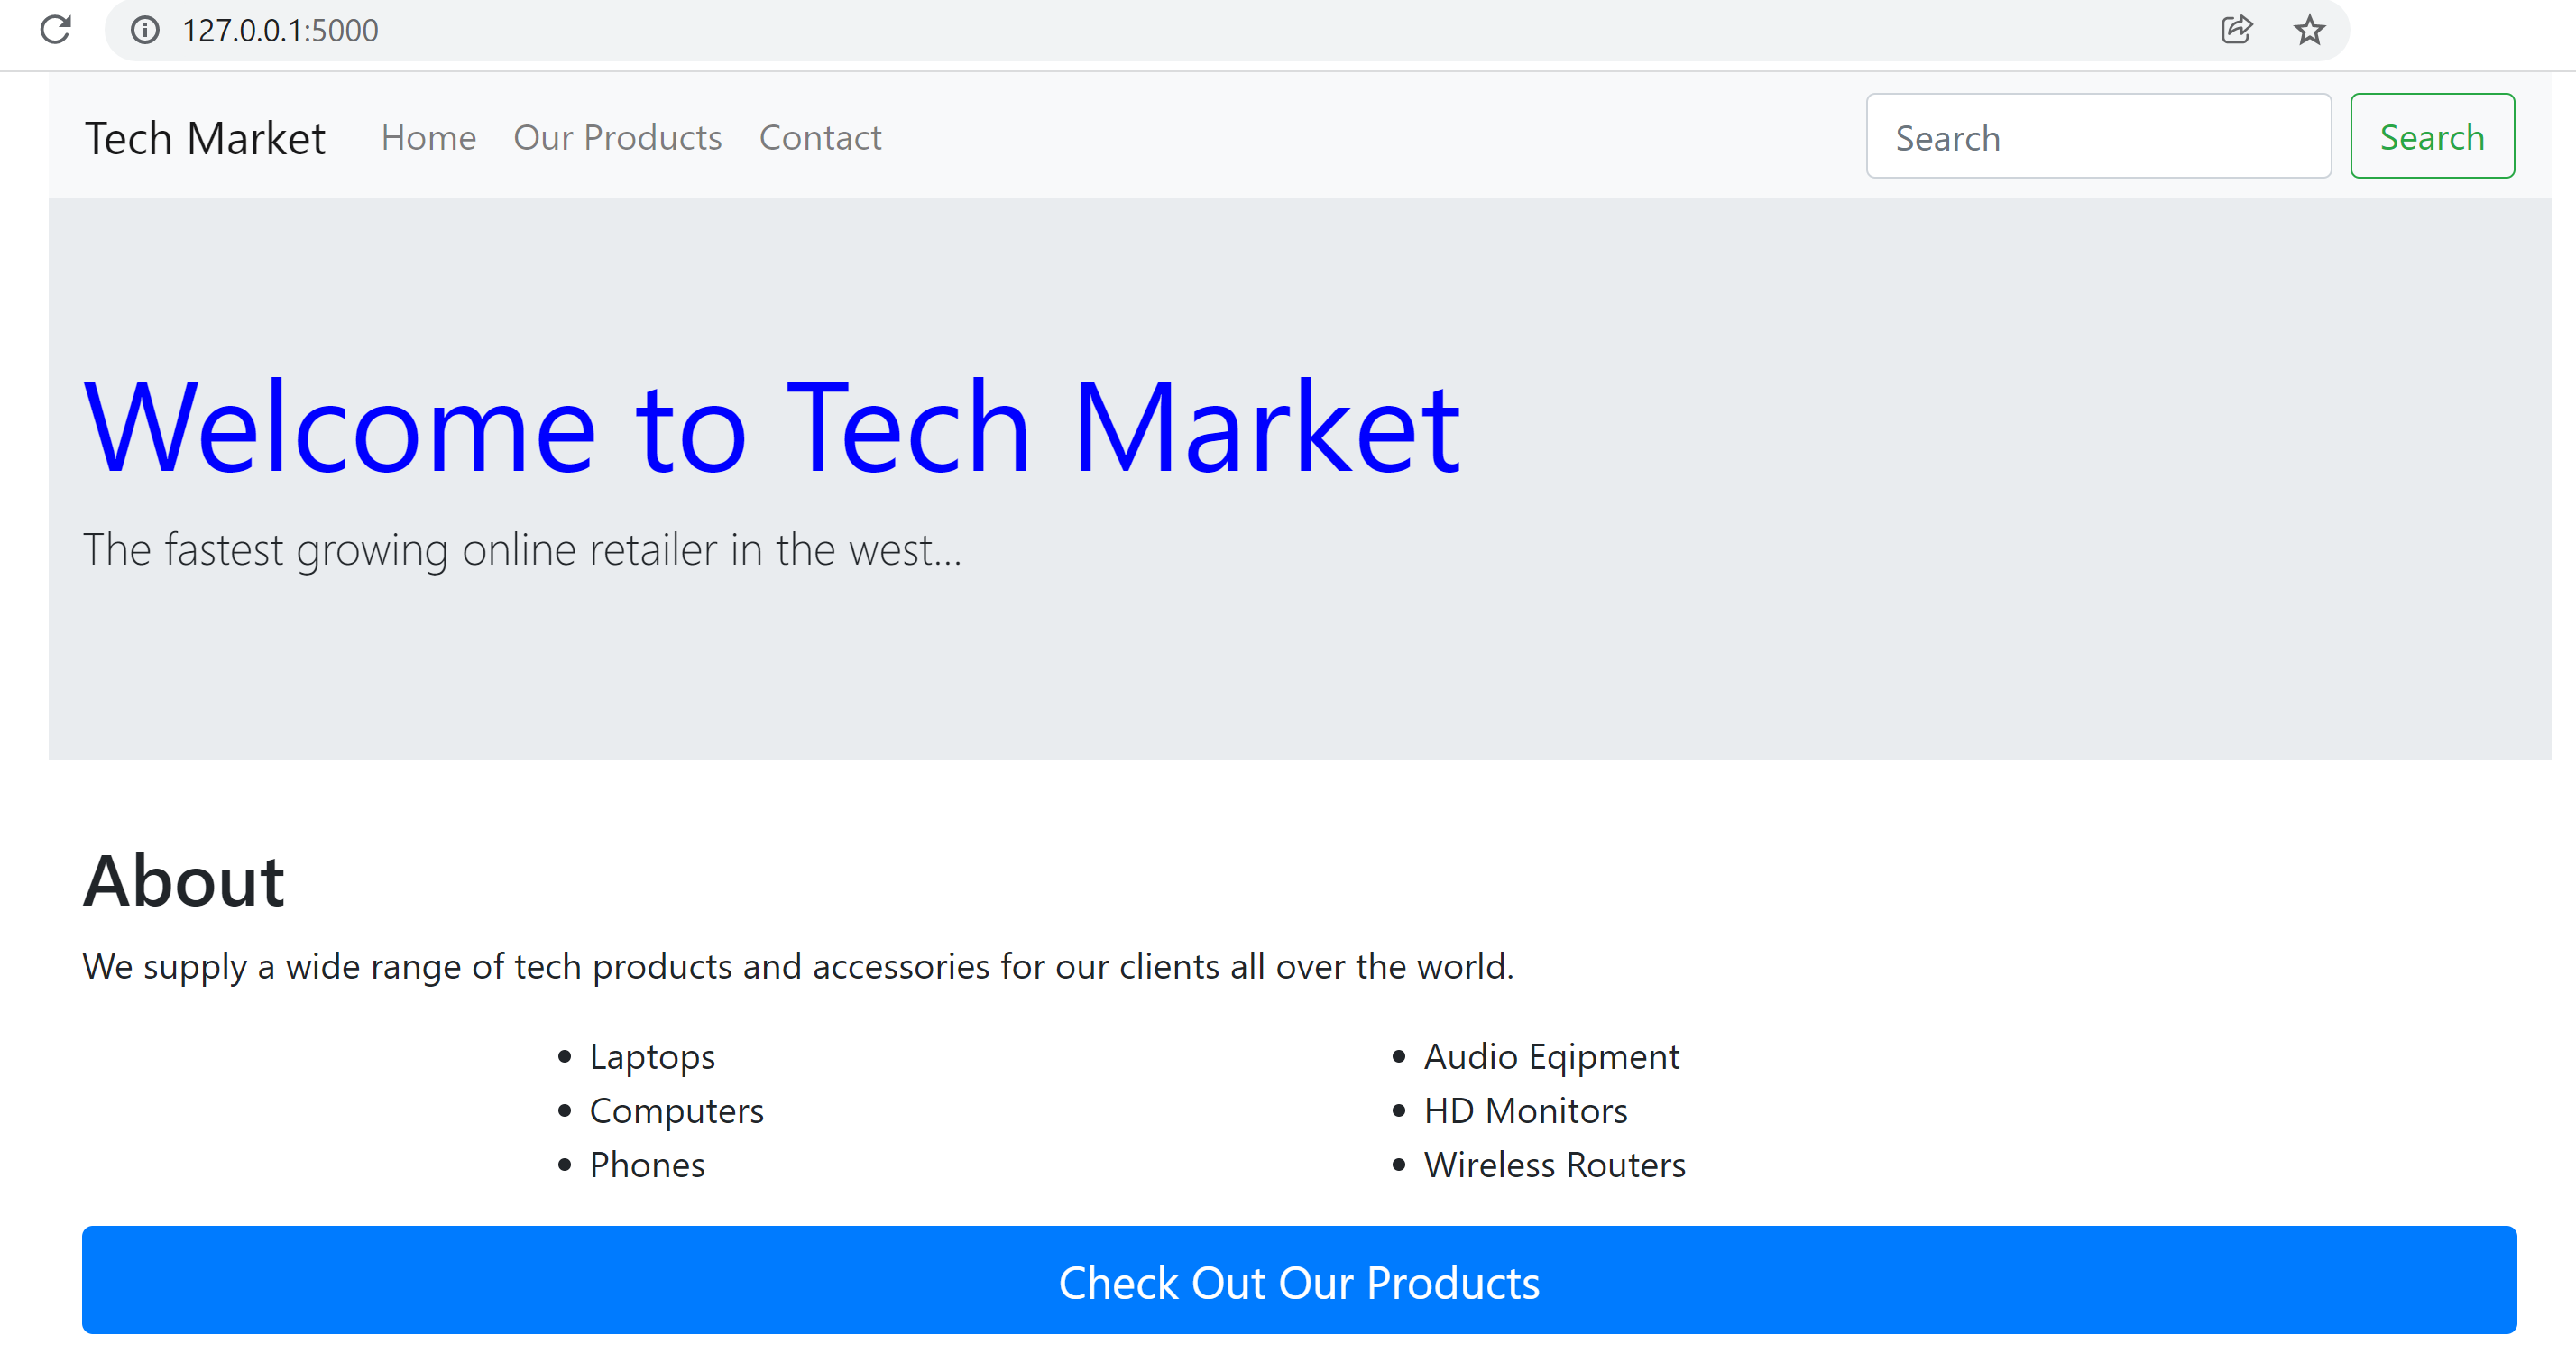 127.0.0.1:5000
Tech Market Home Our Products Contact Search Search
Welcome to Tech Market
The fastest growing online retailer in the west...
About
We supply a wide range of tech products and accessories for our clients all over the world.
Laptops
Computers
Phones
Audio Eqipment
HD Monitors
Wireless Routers
Check Out Our Products